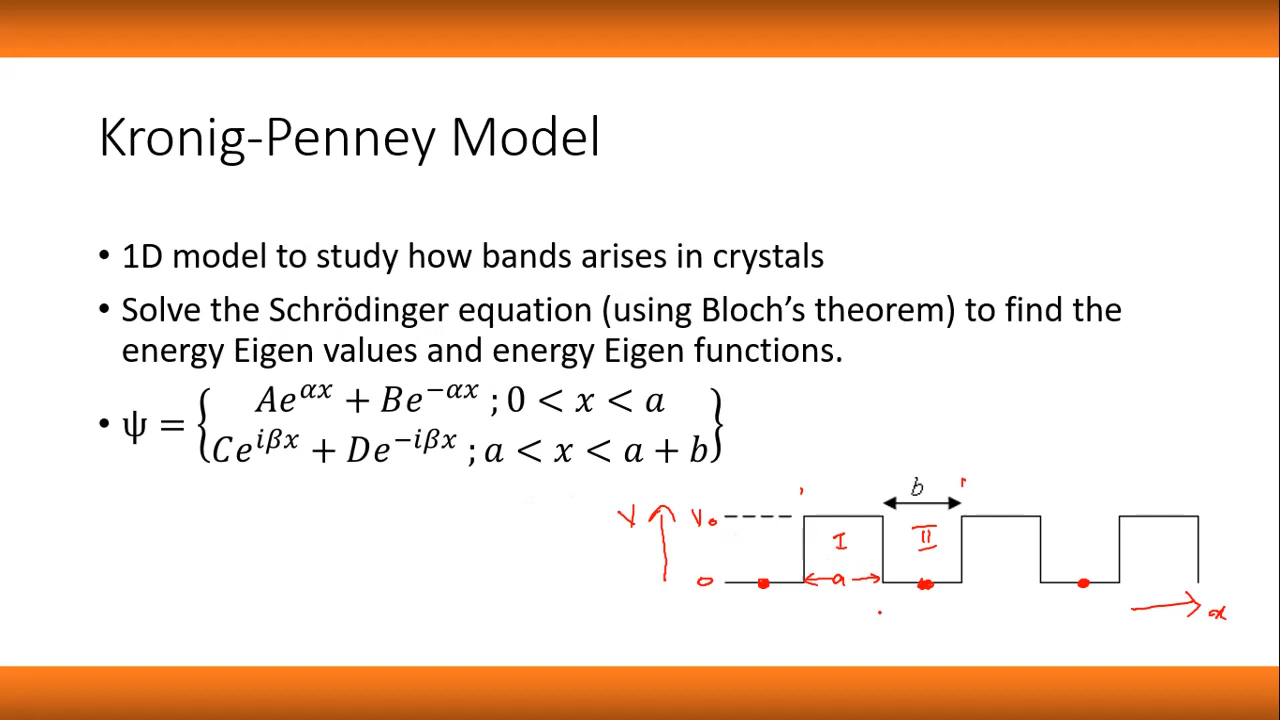 Kronig-Penney Model
• 1D model to study how bands arises in crystals
• Solve the Schrödinger equation (using Bloch’s theorem) to find the
energy Eigen values and energy Eigen functions.
• ψ = { Ae^{αx} + Be^{−αx} ; 0 < x < a
Ce^{iβx} + De^{−iβx} ; a < x < a + b }
b
V V₀
I II
0 a
x